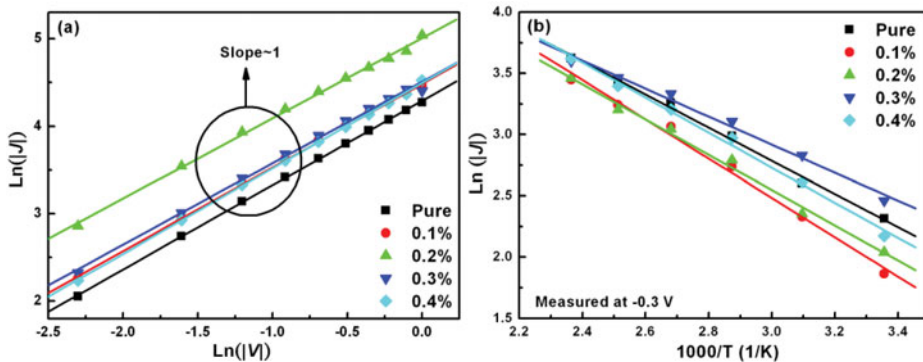 (a)
Slope~1
Ln(|J|)
5
4
3
2
-2.5 -2.0 -1.5 -1.0 -0.5 0.0
Ln(|V|)
Pure
0.1%
0.2%
0.3%
0.4%
(b)
Ln (|J|)
4.0
3.5
3.0
2.5
2.0
1.5
2.2 2.4 2.6 2.8 3.0 3.2 3.4
1000/T (1/K)
Pure
0.1%
0.2%
0.3%
0.4%
Measured at -0.3 V